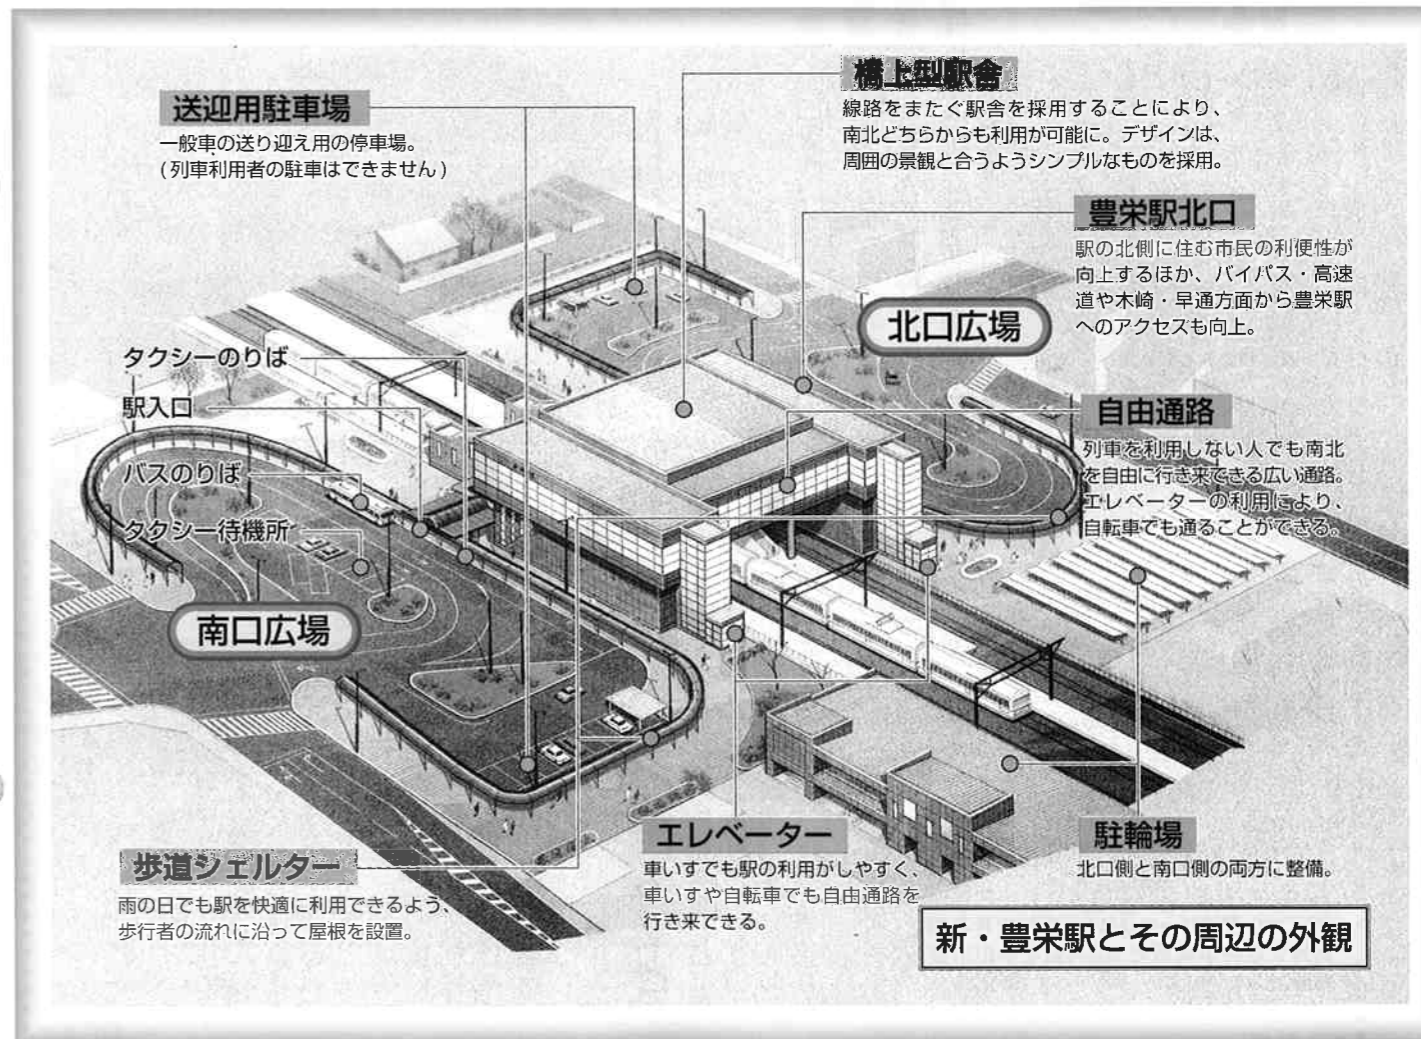 送迎用駐車場
一般車の送り迎え用の停車場。
(列車利用者の駐車はできません)
橋上型駅舎
線路をまたぐ駅舎を採用することにより、
南北どちらからも利用が可能に。デザインは、
周囲の景観と合うようシンプルなものを採用。
豊栄駅北口
駅の北側に住む市民の利便性が
向上するほか、バイパス・高速
道や木崎・早通方面から豊栄駅
へのアクセスも向上。
北口広場
タクシーのりば
駅入口
バスのりば
タクシー待機所
南口広場
自由通路
列車を利用しない人でも南北
を自由に行き来できる広い通路。
エレベーターの利用により、
自転車でも通ることができる。
歩道シェルター
雨の日でも駅を快適に利用できるよう、
歩行者の流れに沿って屋根を設置。
エレベーター
車いすでも駅の利用がしやすく、
車いすや自転車でも自由通路を
行き来できる。
駐輪場
北口側と南口側の両方に整備。
新・豊栄駅とその周辺の外観